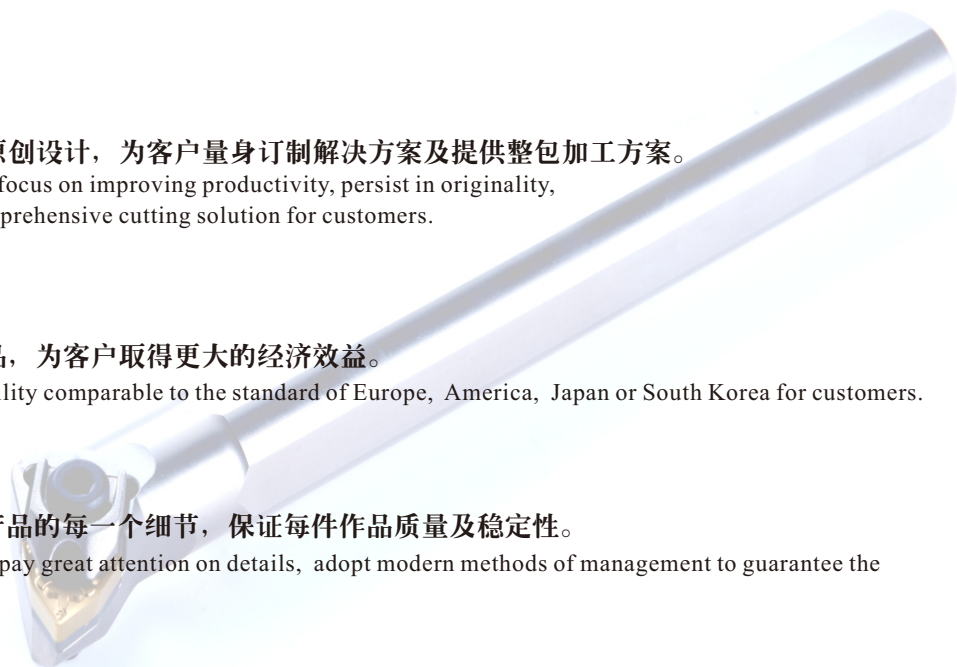 原创设计，为客户量身订制解决方案及提供整包加工方案。
focus on improving productivity, persist in originality,
prehensive cutting solution for customers.
品，为客户取得更大的经济效益。
lity comparable to the standard of Europe, America, Japan or South Korea for customers.
产品的每一个细节，保证每件作品质量及稳定性。
pay great attention on details, adopt modern methods of management to guarantee the